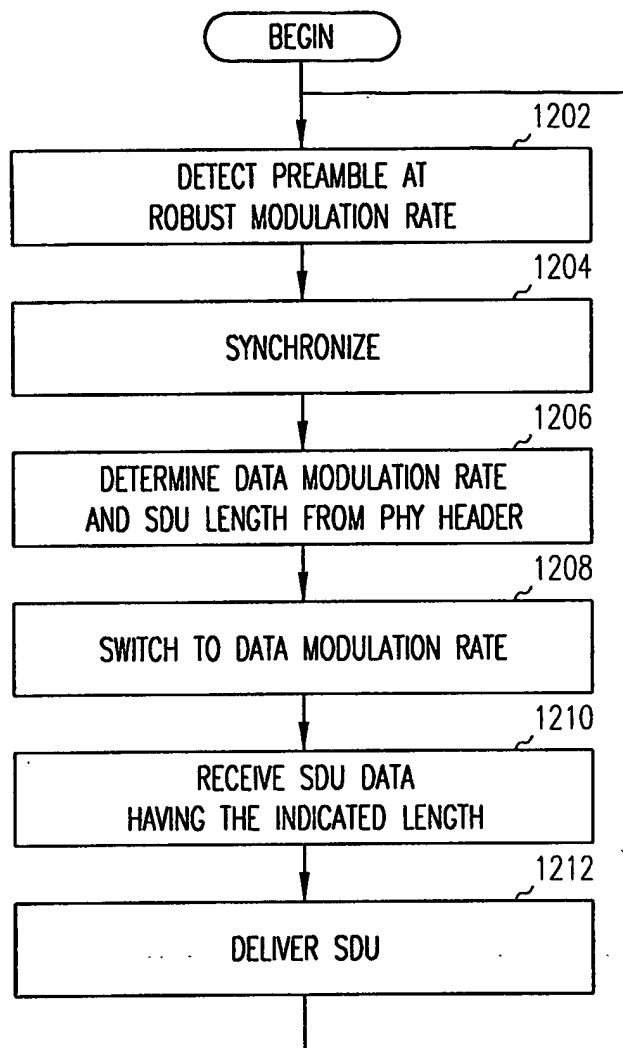 BEGIN
1202
DETECT PREAMBLE AT
ROBUST MODULATION RATE
1204
SYNCHRONIZE
1206
DETERMINE DATA MODULATION RATE
AND SDU LENGTH FROM PHY HEADER
1208
SWITCH TO DATA MODULATION RATE
1210
RECEIVE SDU DATA
HAVING THE INDICATED LENGTH
1212
DELIVER SDU